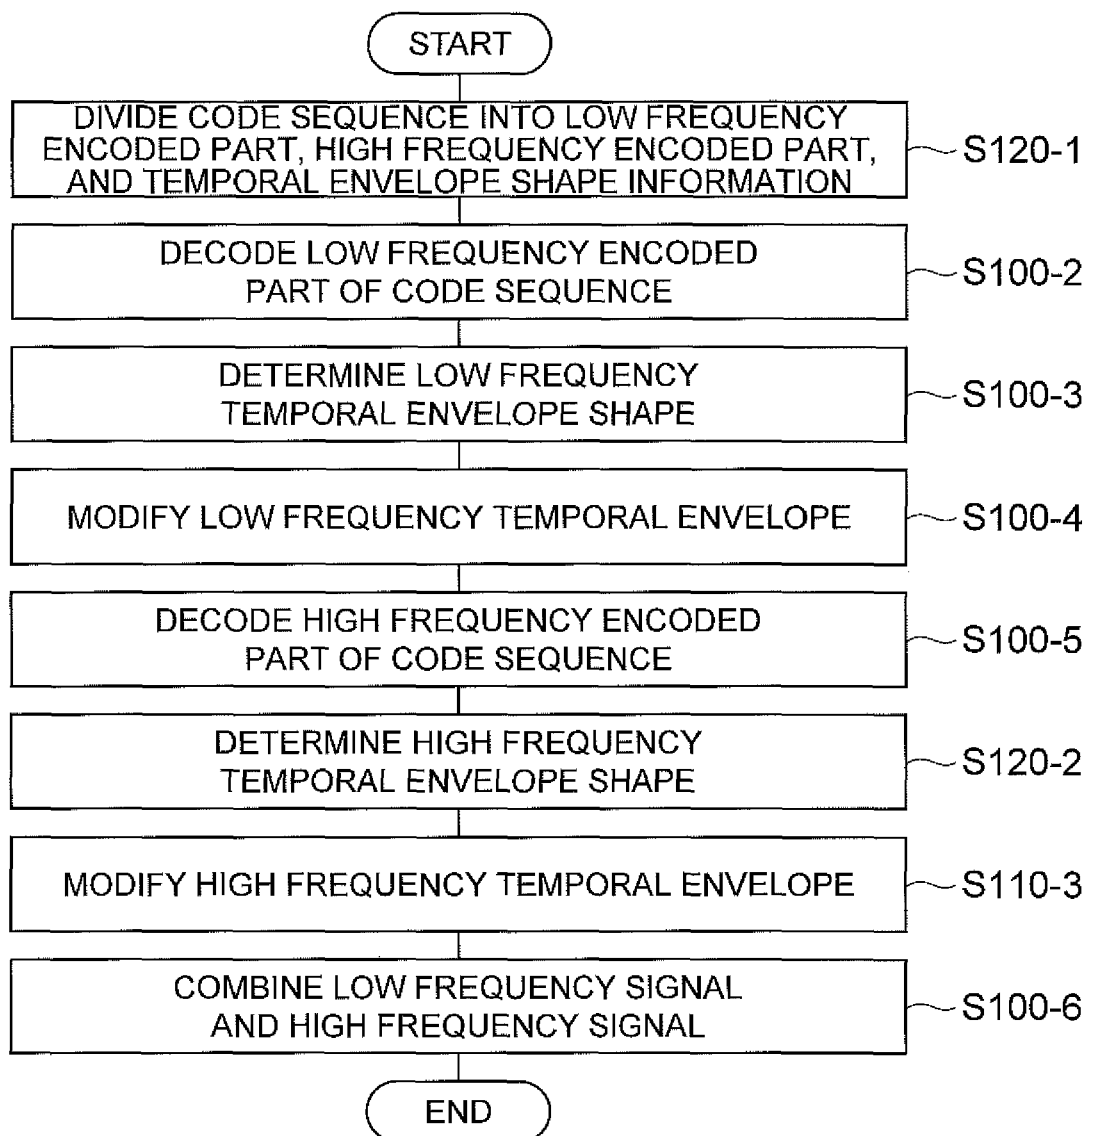 START
DIVIDE CODE SEQUENCE INTO LOW FREQUENCY
ENCODED PART, HIGH FREQUENCY ENCODED PART,
AND TEMPORAL ENVELOPE SHAPE INFORMATION
S120-1
DECODE LOW FREQUENCY ENCODED
PART OF CODE SEQUENCE
S100-2
DETERMINE LOW FREQUENCY
TEMPORAL ENVELOPE SHAPE
S100-3
MODIFY LOW FREQUENCY TEMPORAL ENVELOPE
S100-4
DECODE HIGH FREQUENCY ENCODED
PART OF CODE SEQUENCE
S100-5
DETERMINE HIGH FREQUENCY
TEMPORAL ENVELOPE SHAPE
S120-2
MODIFY HIGH FREQUENCY TEMPORAL ENVELOPE
S110-3
COMBINE LOW FREQUENCY SIGNAL
AND HIGH FREQUENCY SIGNAL
S100-6
END